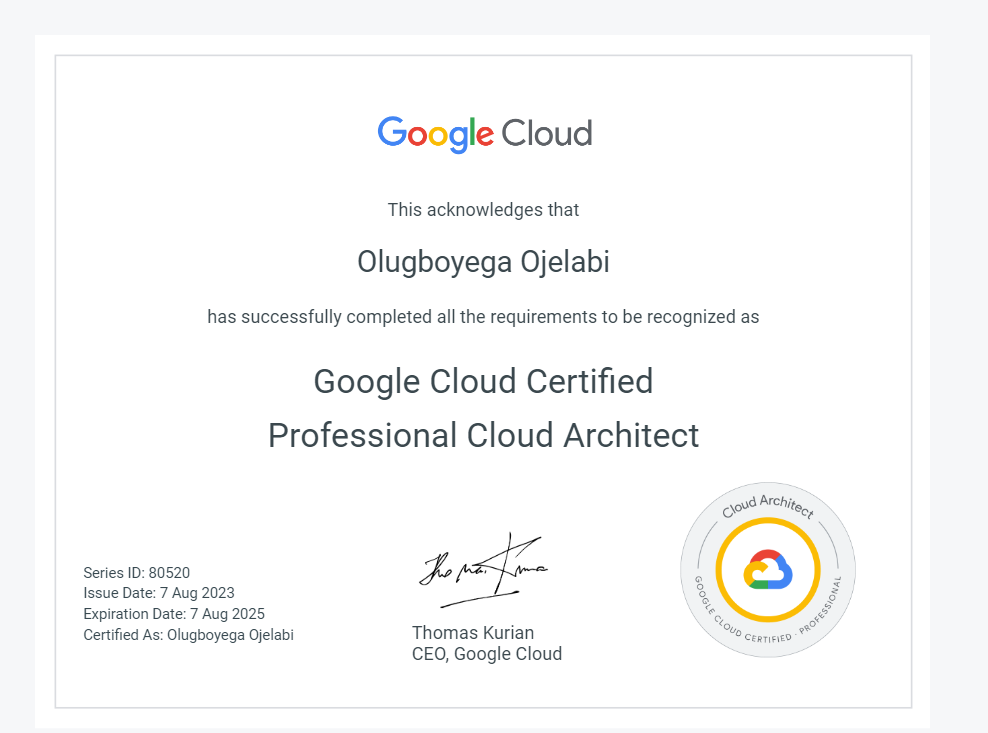 Google Cloud
This acknowledges that
Olugboyega Ojelabi
has successfully completed all the requirements to be recognized as
Google Cloud Certified
Professional Cloud Architect
Series ID: 80520
Issue Date: 7 Aug 2023
Expiration Date: 7 Aug 2025
Certified As: Olugboyega Ojelabi
Thomas Kurian
CEO, Google Cloud
Cloud Architect
GOOGLE CLOUD CERTIFIED · PROFESSIONAL